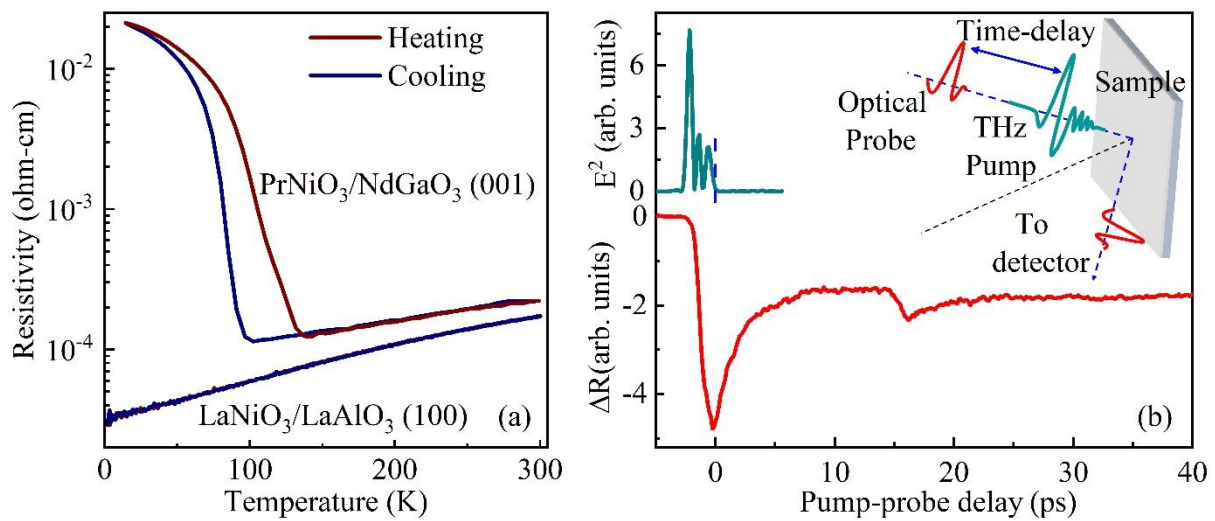 Resistivity (ohm-cm)
10⁻²
10⁻³
10⁻⁴
Heating
Cooling
PrNiO₃/NdGaO₃ (001)
LaNiO₃/LaAlO₃ (100)
(a)
0
100
200
300
Temperature (K)
E² (arb. units)
6
3
0
Time-delay
Sample
Optical
Probe
THz
Pump
To
detector
ΔR(arb. units)
0
-2
-4
(b)
0
10
20
30
40
Pump-probe delay (ps)